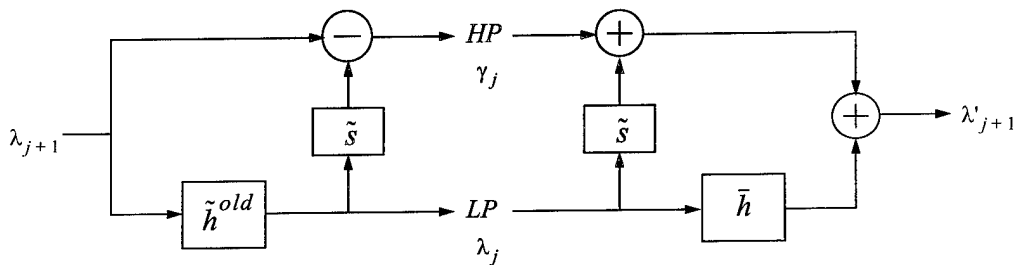 − HP +
γ_j
λ_{j+1} s̃ s̃ + λ'_{j+1}
h̃^{old} LP h̄
λ_j